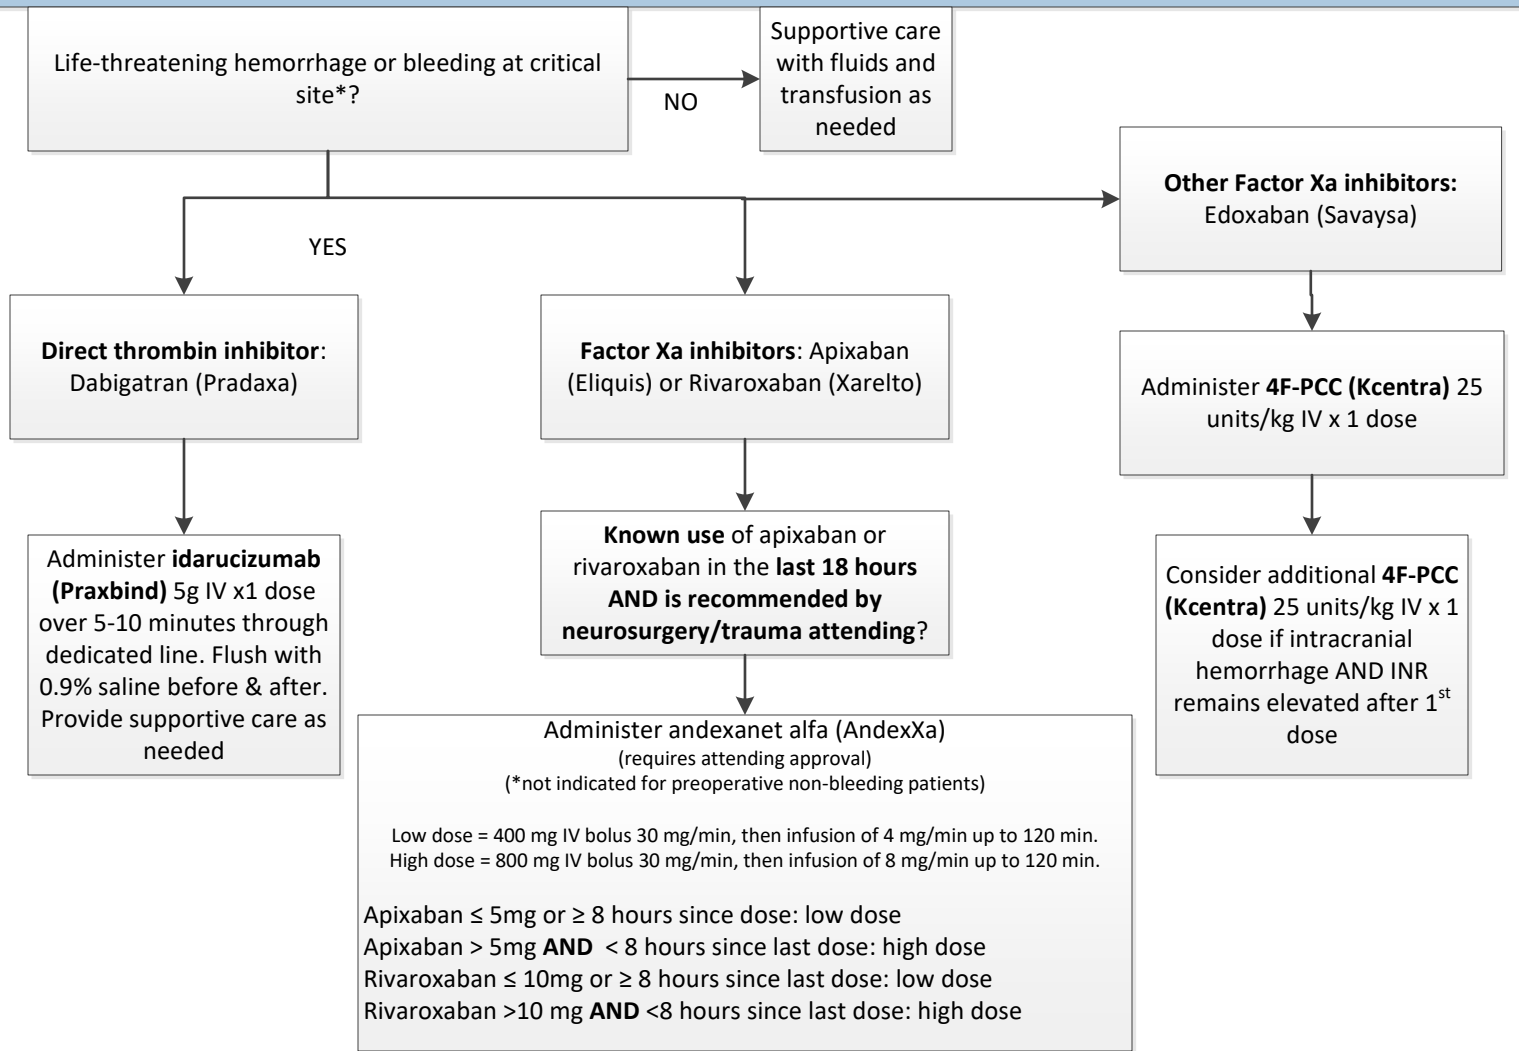 Life-threatening hemorrhage or bleeding at critical
site*?
NO
Supportive care
with fluids and
transfusion as
needed
YES
Direct thrombin inhibitor:
Dabigatran (Pradaxa)
Administer idarucizumab
(Praxbind) 5g IV x1 dose
over 5-10 minutes through
dedicated line. Flush with
0.9% saline before & after.
Provide supportive care as
needed
Factor Xa inhibitors: Apixaban
(Eliquis) or Rivaroxaban (Xarelto)
Known use of apixaban or
rivaroxaban in the last 18 hours
AND is recommended by
neurosurgery/trauma attending?
Administer andexanet alfa (AndexXa)
(requires attending approval)
(*not indicated for preoperative non-bleeding patients)
Low dose = 400 mg IV bolus 30 mg/min, then infusion of 4 mg/min up to 120 min.
High dose = 800 mg IV bolus 30 mg/min, then infusion of 8 mg/min up to 120 min.
Apixaban ≤ 5mg or ≥ 8 hours since dose: low dose
Apixaban > 5mg AND < 8 hours since last dose: high dose
Rivaroxaban ≤ 10mg or ≥ 8 hours since last dose: low dose
Rivaroxaban >10 mg AND <8 hours since last dose: high dose
Other Factor Xa inhibitors:
Edoxaban (Savaysa)
Administer 4F-PCC (Kcentra) 25
units/kg IV x 1 dose
Consider additional 4F-PCC
(Kcentra) 25 units/kg IV x 1
dose if intracranial
hemorrhage AND INR
remains elevated after 1st
dose